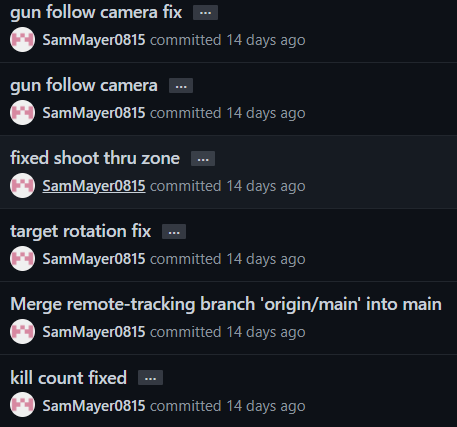 gun follow camera fix ...
SamMayer0815 committed 14 days ago
gun follow camera ...
SamMayer0815 committed 14 days ago
fixed shoot thru zone ...
SamMayer0815 committed 14 days ago
target rotation fix ...
SamMayer0815 committed 14 days ago
Merge remote-tracking branch 'origin/main' into main
SamMayer0815 committed 14 days ago
kill count fixed ...
SamMayer0815 committed 14 days ago